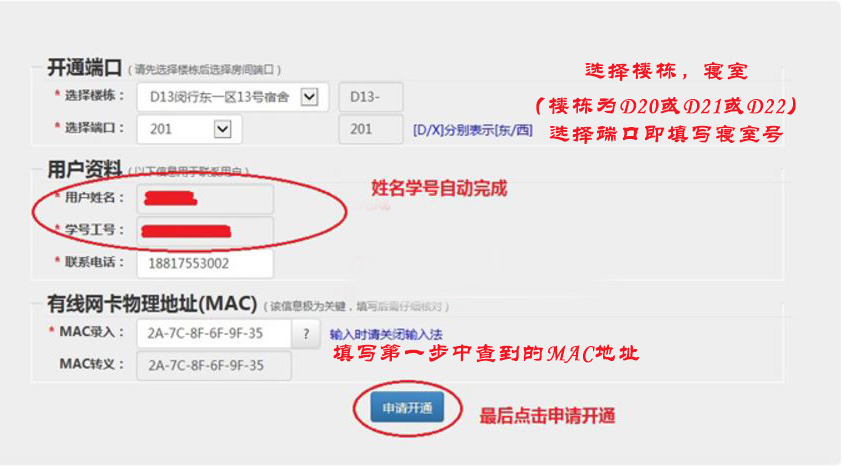 开通端口 (请先选择楼栋后选择房间端口)
选择楼栋,寝室
* 选择楼栋: D13闵行东一区13号宿舍 D13-
(楼栋为D20或D21或D22)
* 选择端口: 201 201 [D/X]分别表示[东/西]
选择端口即填写寝室号
用户资料 (以下信息用于联系用户)
姓名学号自动完成
* 用户姓名:
* 学号工号:
* 联系电话: 18817553002
有线网卡物理地址(MAC) (该信息极为关键,填写后需仔细核对)
* MAC录入: 2A-7C-8F-6F-9F-35 ? 输入时请关闭输入法
填写第一步中查到的MAC地址
MAC转义: 2A-7C-8F-6F-9F-35
申请开通 最后点击申请开通